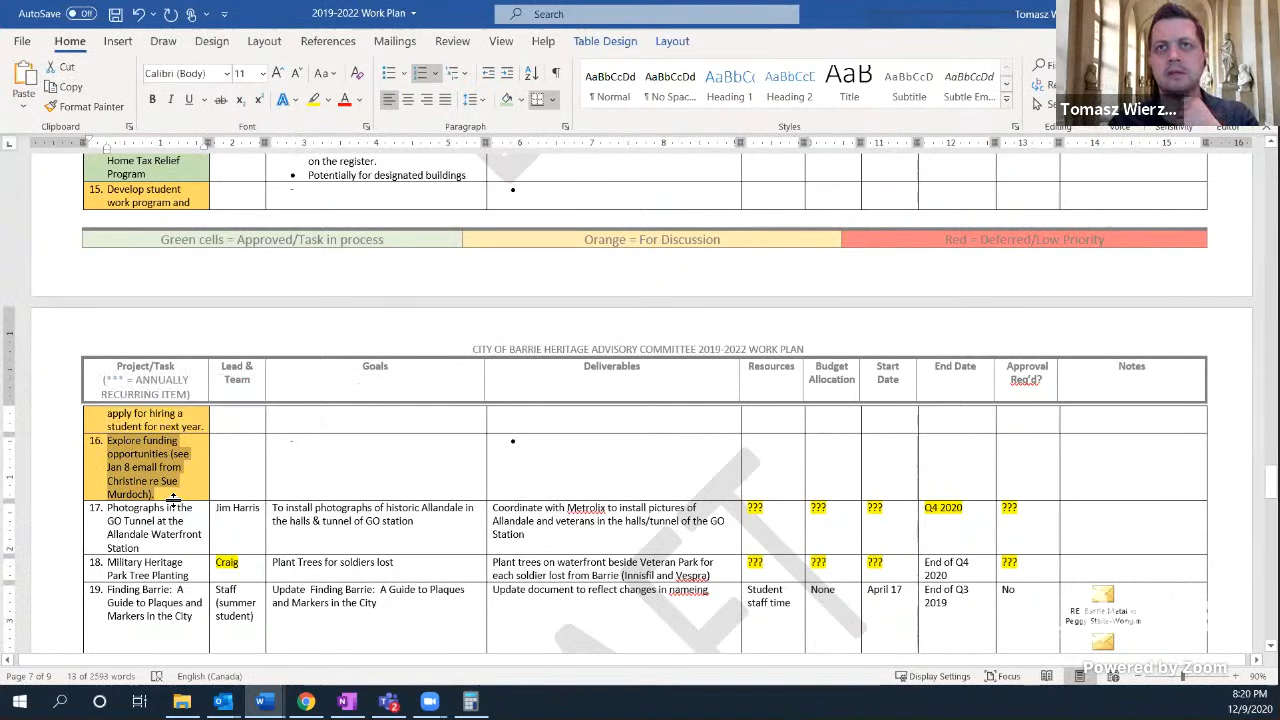 AutoSave
Off
2019-2022 Work Plan
Search
Tomasz
File Home Insert Draw Design Layout References Mailings Review View Help Table Design Layout
Paste
Cut
Copy
Format Painter
Clipboard
Calibri (Body) 11
Font
Paragraph
AaBbCcDd AaBbCcDd AaBbCc AaBbCcC AaB AaBbCcD AaBbCcDd
¶ Normal ¶ No Spac... Heading 1 Heading 2 Title Subtitle Subtle Em...
Styles
Tomasz Wierz...
Editing Voice Sensitivity Editor
Home Tax Relief
Program
on the register.
• Potentially for designated buildings
15. Develop student
work program and
Green cells = Approved/Task in process Orange = For Discussion Red = Deferred/Low Priority
CITY OF BARRIE HERITAGE ADVISORY COMMITTEE 2019-2022 WORK PLAN
Project/Task
(*** = ANNUALLY
RECURRING ITEM)
Lead &
Team
Goals
Deliverables
Resources
Budget
Allocation
Start
Date
End Date
Approval
Req'd?
Notes
apply for hiring a
student for next year.
16. Explore funding
opportunities (see
Jan 8 email from
Christine re Sue
Murdoch).
17. Photographs in the
GO Tunnel at the
Allandale Waterfront
Station
Jim Harris
To install photographs of historic Allandale in
the halls & tunnel of GO station
Coordinate with Metrolix to install pictures of
Allandale and veterans in the halls/tunnel of the GO
Station
??? ??? ??? Q4 2020 ???
18. Military Heritage
Park Tree Planting
Craig
Plant Trees for soldiers lost
Plant trees on waterfront beside Veteran Park for
each soldier lost from Barrie (Innisfil and Vespra)
??? ??? ???
End of Q4
2020
???
19. Finding Barrie: A
Guide to Plaques and
Markers in the City
Staff
(summer
student)
Update Finding Barrie: A Guide to Plaques
and Markers in the City
Update document to reflect changes in nameing
Student
staff time
None
April 17
End of Q3
2019
No
RE: Barrie Metal vs
Peggy Staite-Wong.m
Powered by Zoom
Page 7 of 9 13 of 2593 words English (Canada) Display Settings Focus 90%
8:20 PM
12/9/2020